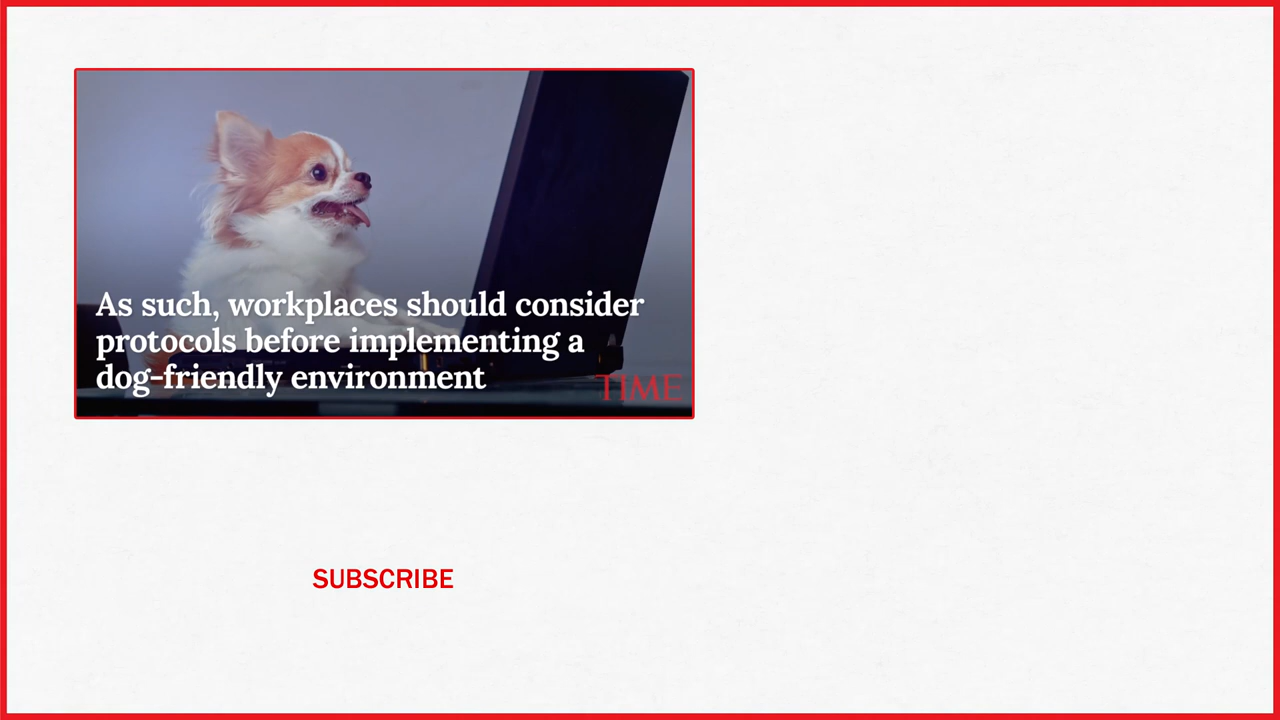 As such, workplaces should consider
protocols before implementing a
dog-friendly environment
TIME
SUBSCRIBE